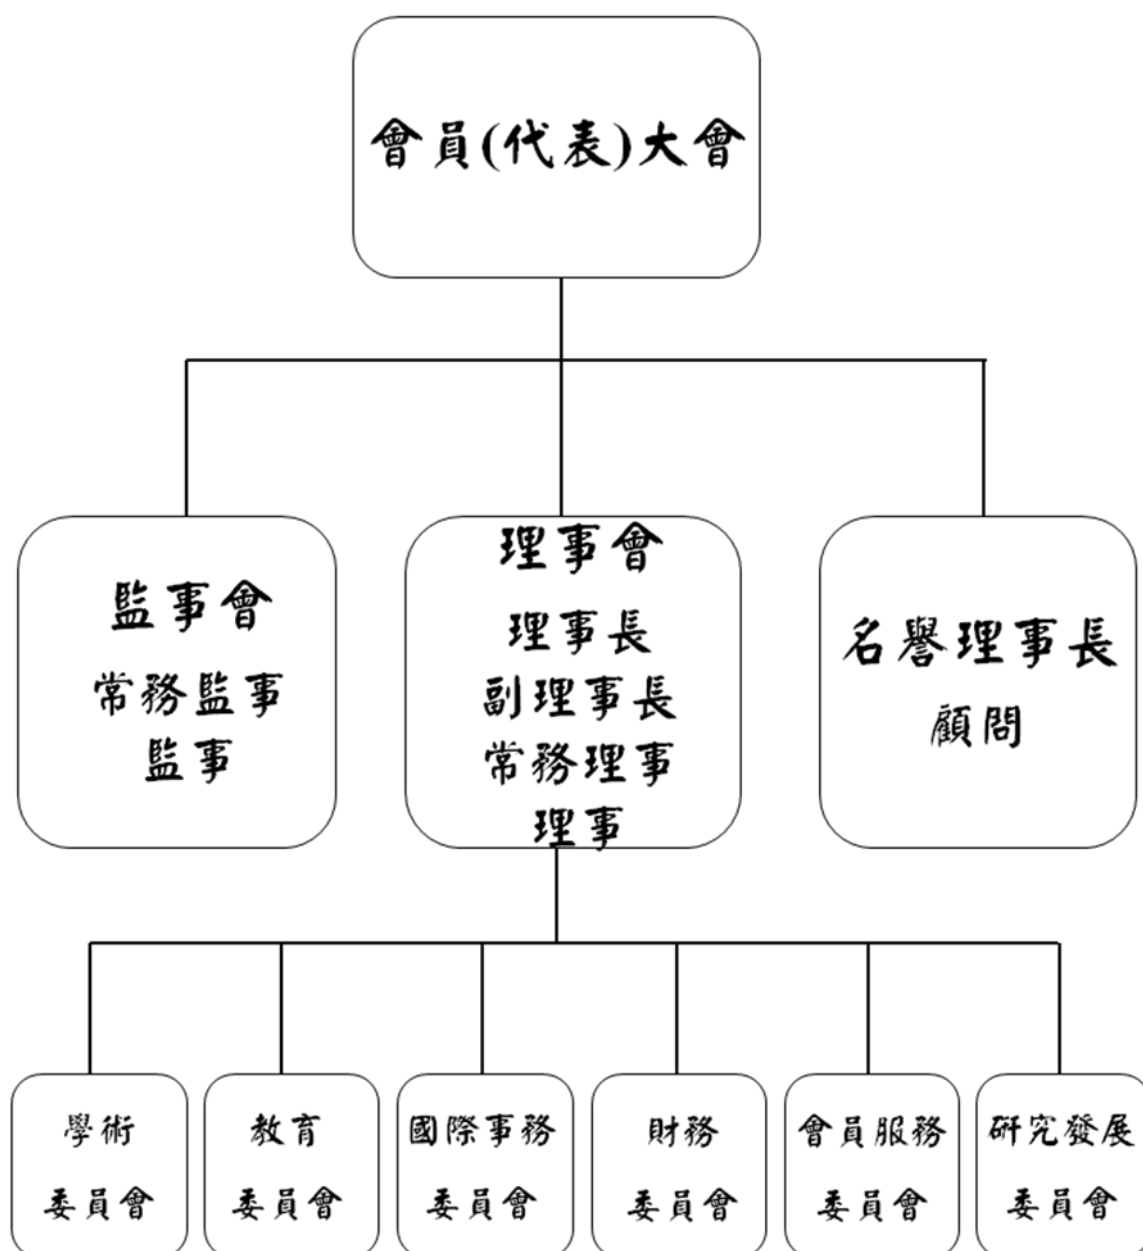 會員(代表)大會
監事會
常務監事
監事
理事會
理事長
副理事長
常務理事
理事
名譽理事長
顧問
學術
委員會
教育
委員會
國際事務
委員會
財務
委員會
會員服務
委員會
研究發展
委員會